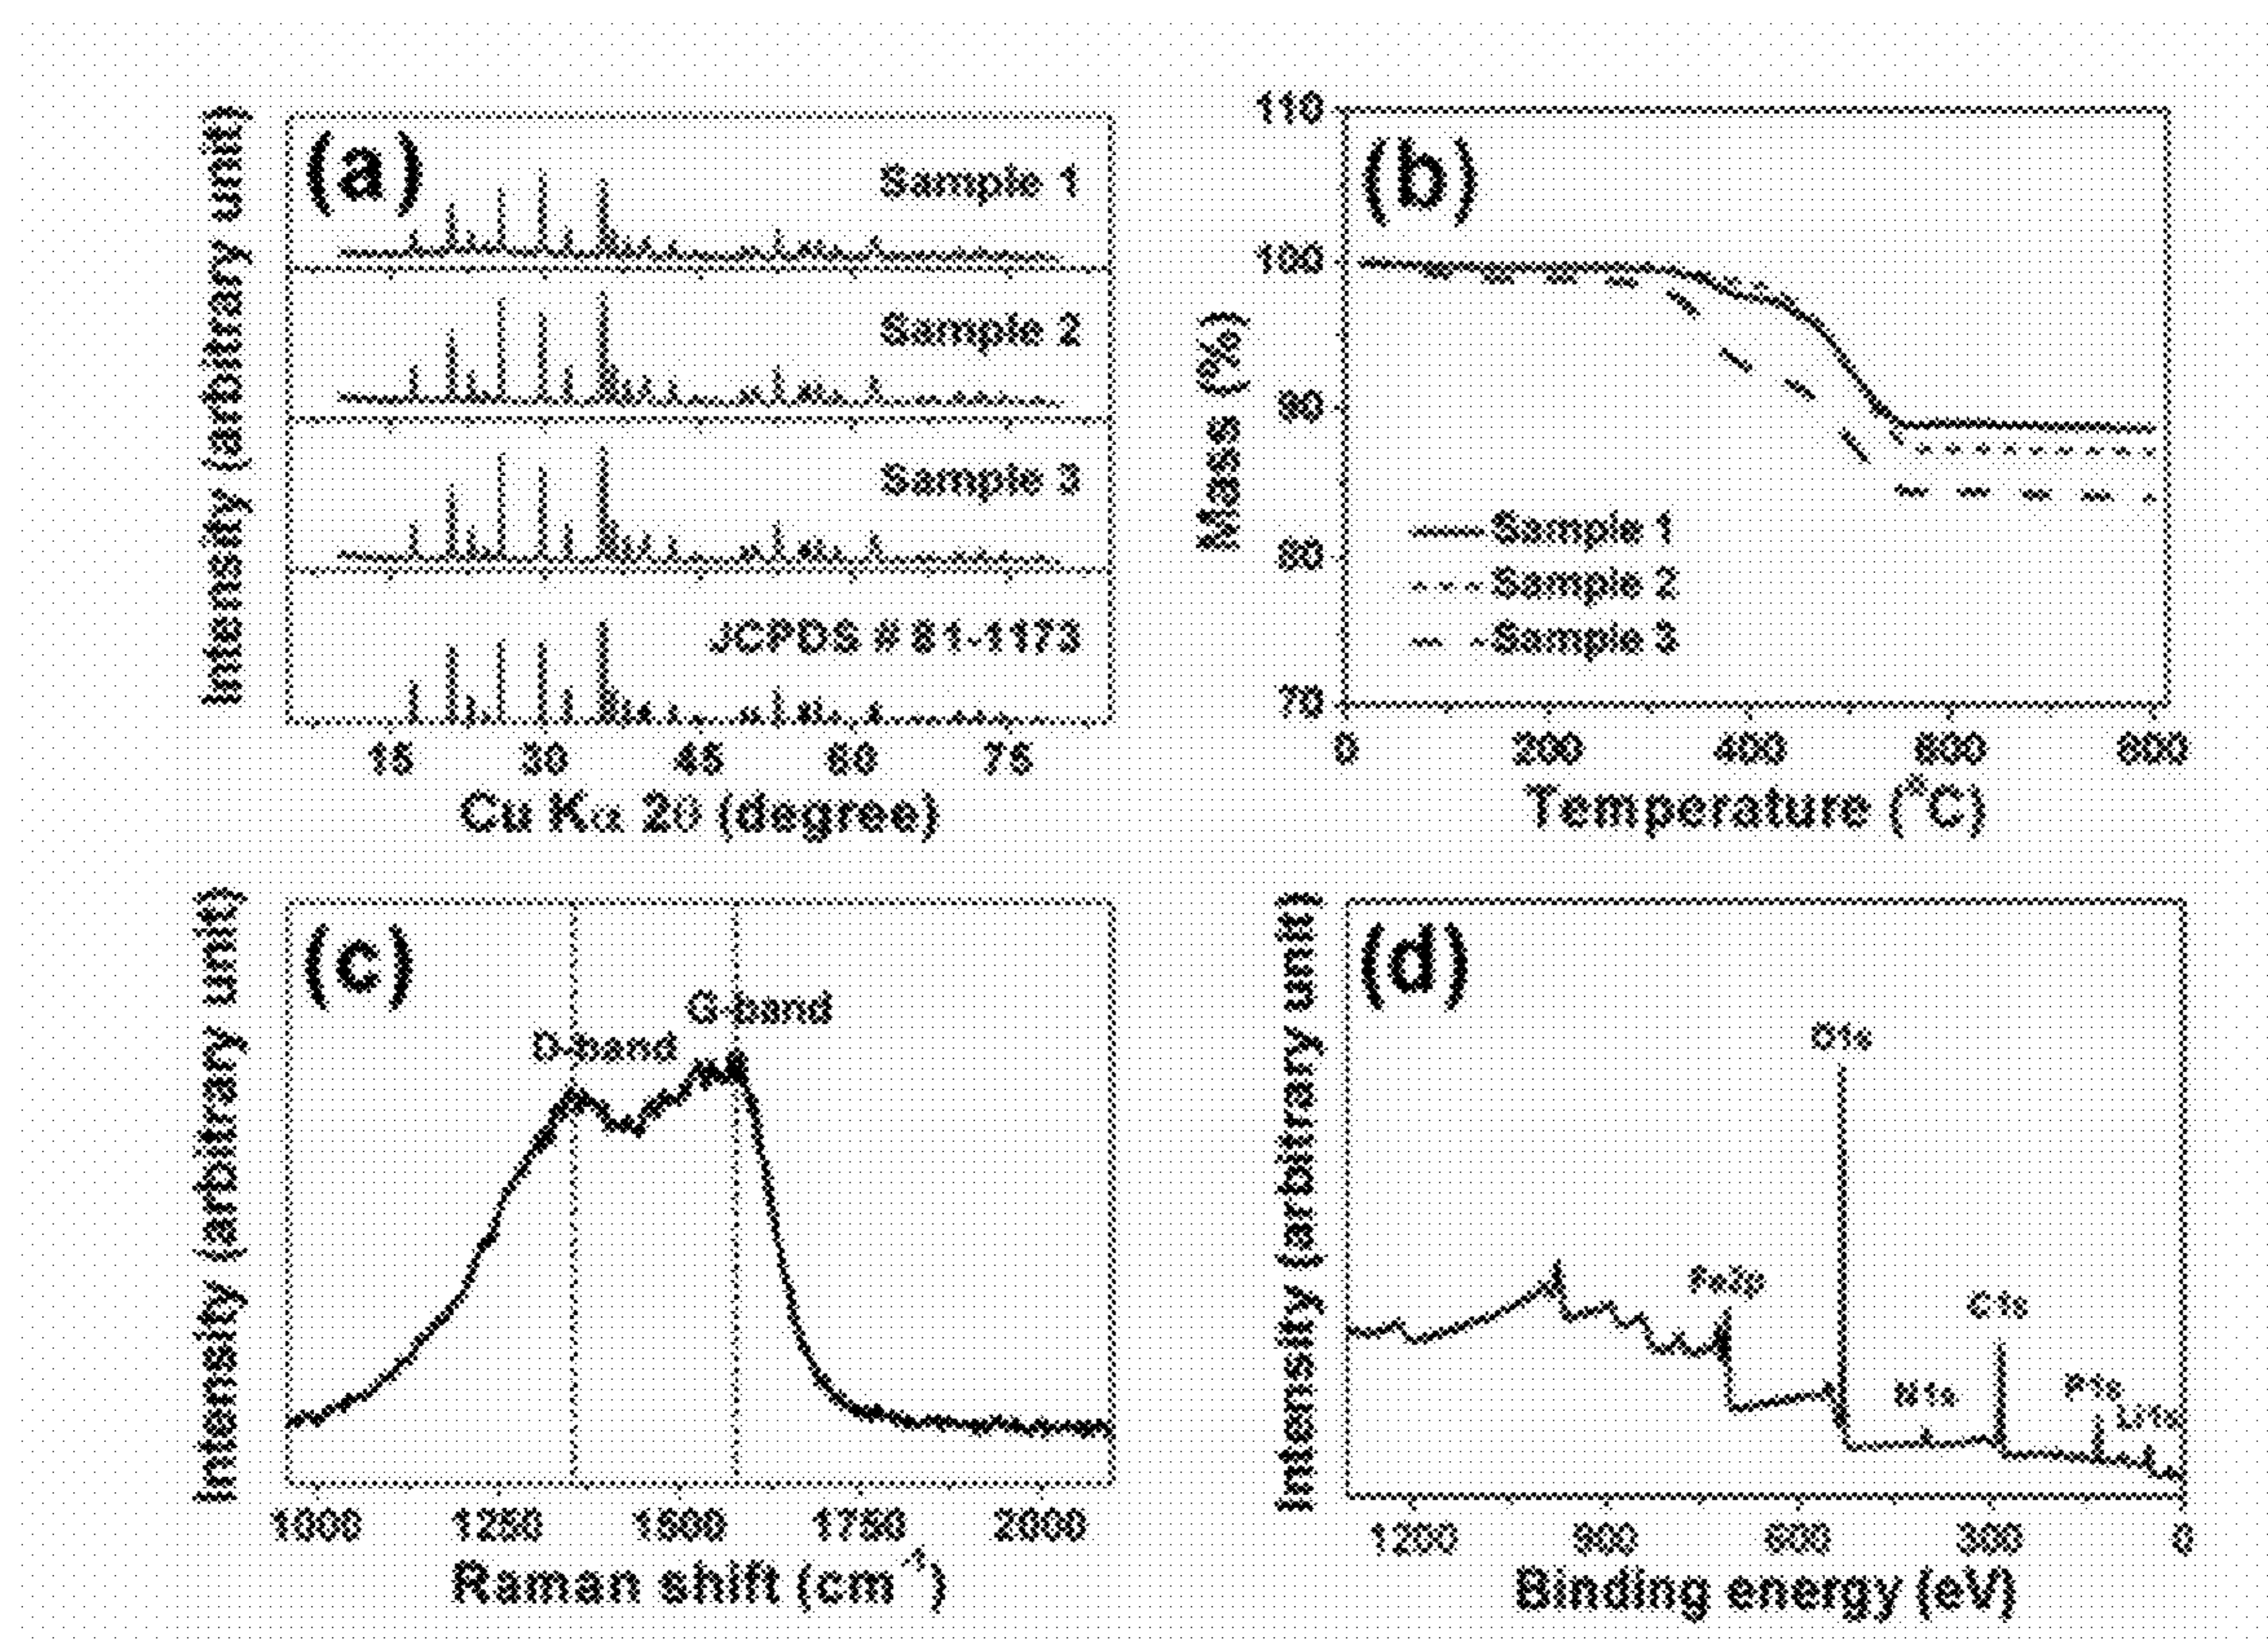 (a)
Intensity (arbitrary unit)
Sample 1
Sample 2
Sample 3
JCPDS # 81-1173
15 30 45 60 75
Cu Kα 2θ (degree)
(b)
Mass (%)
110
100
90
80
70
Sample 1
Sample 2
Sample 3
0 200 400 600 800
Temperature (°C)
(c)
Intensity (arbitrary unit)
G-band
D-band
1000 1250 1500 1750 2000
Raman shift (cm⁻¹)
(d)
Intensity (arbitrary unit)
O1s
Fe2p
C1s
N1s
P1s
Li1s
1200 900 600 300 0
Binding energy (eV)